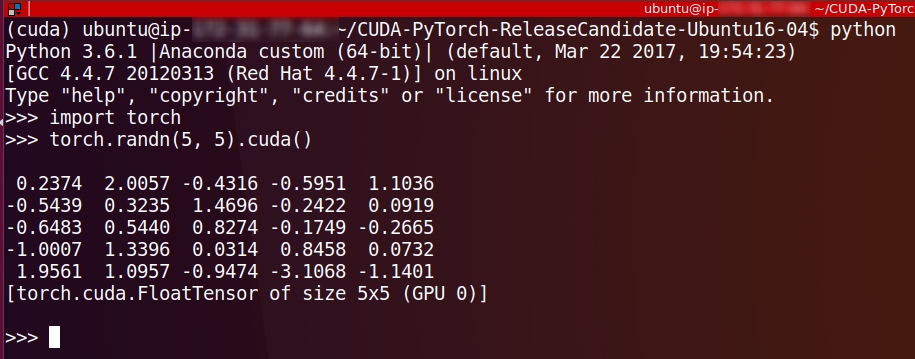 ubuntu@ip- ~/CUDA-PyTorc
(cuda) ubuntu@ip- ~/CUDA-PyTorch-ReleaseCandidate-Ubuntu16-04$ python
Python 3.6.1 |Anaconda custom (64-bit)| (default, Mar 22 2017, 19:54:23)
[GCC 4.4.7 20120313 (Red Hat 4.4.7-1)] on linux
Type "help", "copyright", "credits" or "license" for more information.
>>> import torch
>>> torch.randn(5, 5).cuda()
0.2374 2.0057 -0.4316 -0.5951 1.1036
-0.5439 0.3235 1.4696 -0.2422 0.0919
-0.6483 0.5440 0.8274 -0.1749 -0.2665
-1.0007 1.3396 0.0314 0.8458 0.0732
1.9561 1.0957 -0.9474 -3.1068 -1.1401
[torch.cuda.FloatTensor of size 5x5 (GPU 0)]
>>>